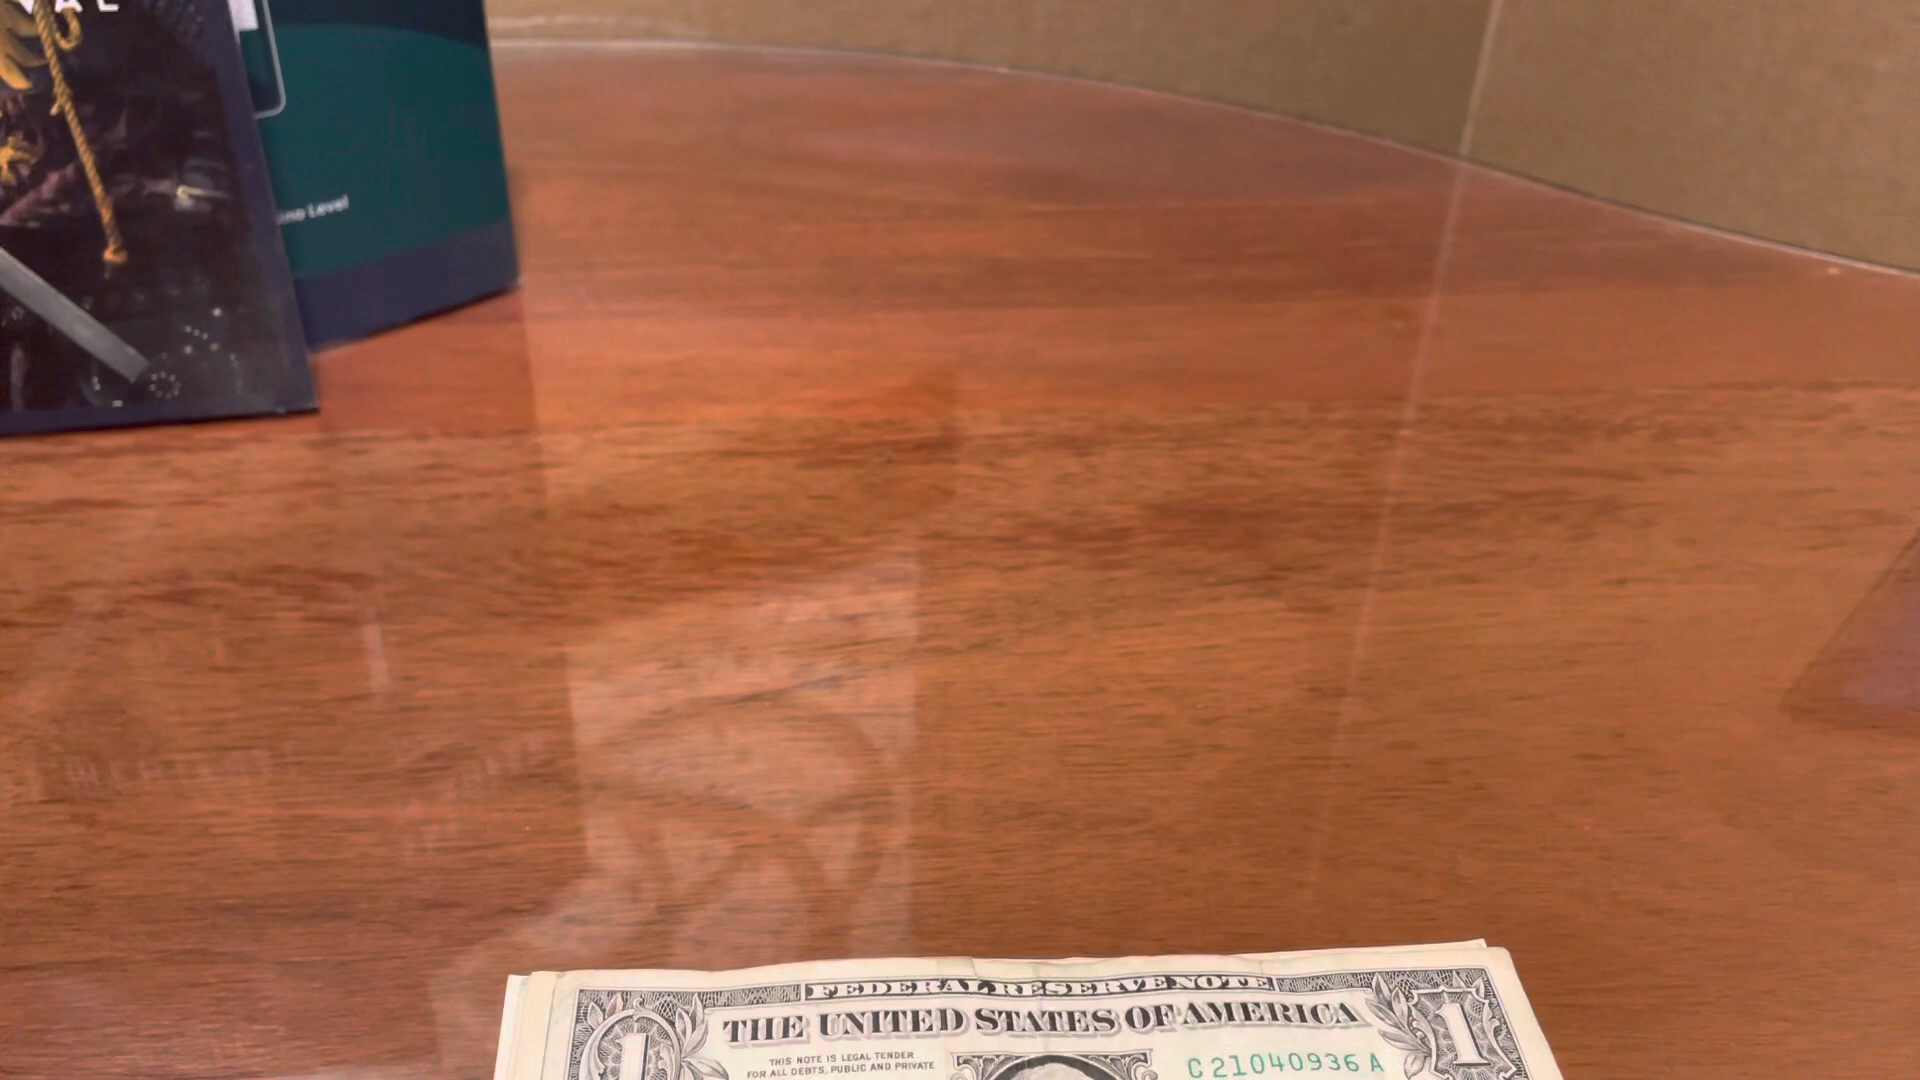 Level
FEDERAL RESERVE NOTE
THE UNITED STATES OF AMERICA
1
1
THIS NOTE IS LEGAL TENDER
FOR ALL DEBTS, PUBLIC AND PRIVATE
C 21040936 A